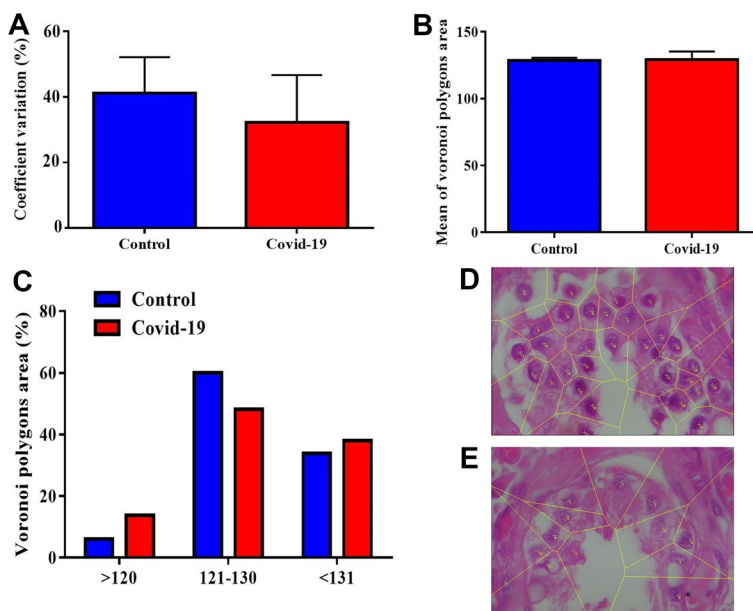 A
Coefficient variation (%)
60
40
20
0
Control
Covid-19
B
Mean of voronoi polygons area
150
100
50
0
Control
Covid-19
C
Control
Covid-19
Voronoi polygons area (%)
80
60
40
20
0
>120
121-130
<131
D
E